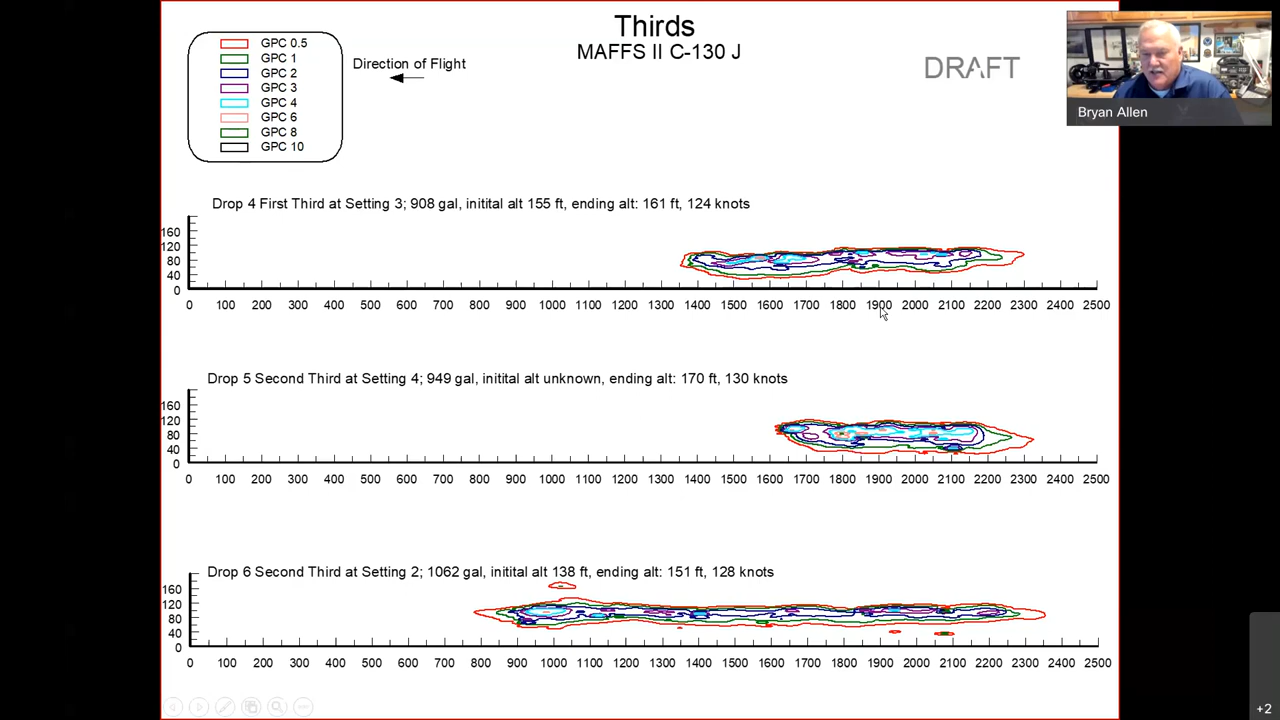 Thirds
MAFFS II C-130 J
DRAFT
Bryan Allen
GPC 0.5
GPC 1
GPC 2
GPC 3
GPC 4
GPC 6
GPC 8
GPC 10
Direction of Flight
Drop 4 First Third at Setting 3; 908 gal, initital alt 155 ft, ending alt: 161 ft, 124 knots
160
120
80
40
0
0 100 200 300 400 500 600 700 800 900 1000 1100 1200 1300 1400 1500 1600 1700 1800 1900 2000 2100 2200 2300 2400 2500
Drop 5 Second Third at Setting 4; 949 gal, initital alt unknown, ending alt: 170 ft, 130 knots
160
120
80
40
0
0 100 200 300 400 500 600 700 800 900 1000 1100 1200 1300 1400 1500 1600 1700 1800 1900 2000 2100 2200 2300 2400 2500
Drop 6 Second Third at Setting 2; 1062 gal, initital alt 138 ft, ending alt: 151 ft, 128 knots
160
120
80
40
0
0 100 200 300 400 500 600 700 800 900 1000 1100 1200 1300 1400 1500 1600 1700 1800 1900 2000 2100 2200 2300 2400 2500
+2